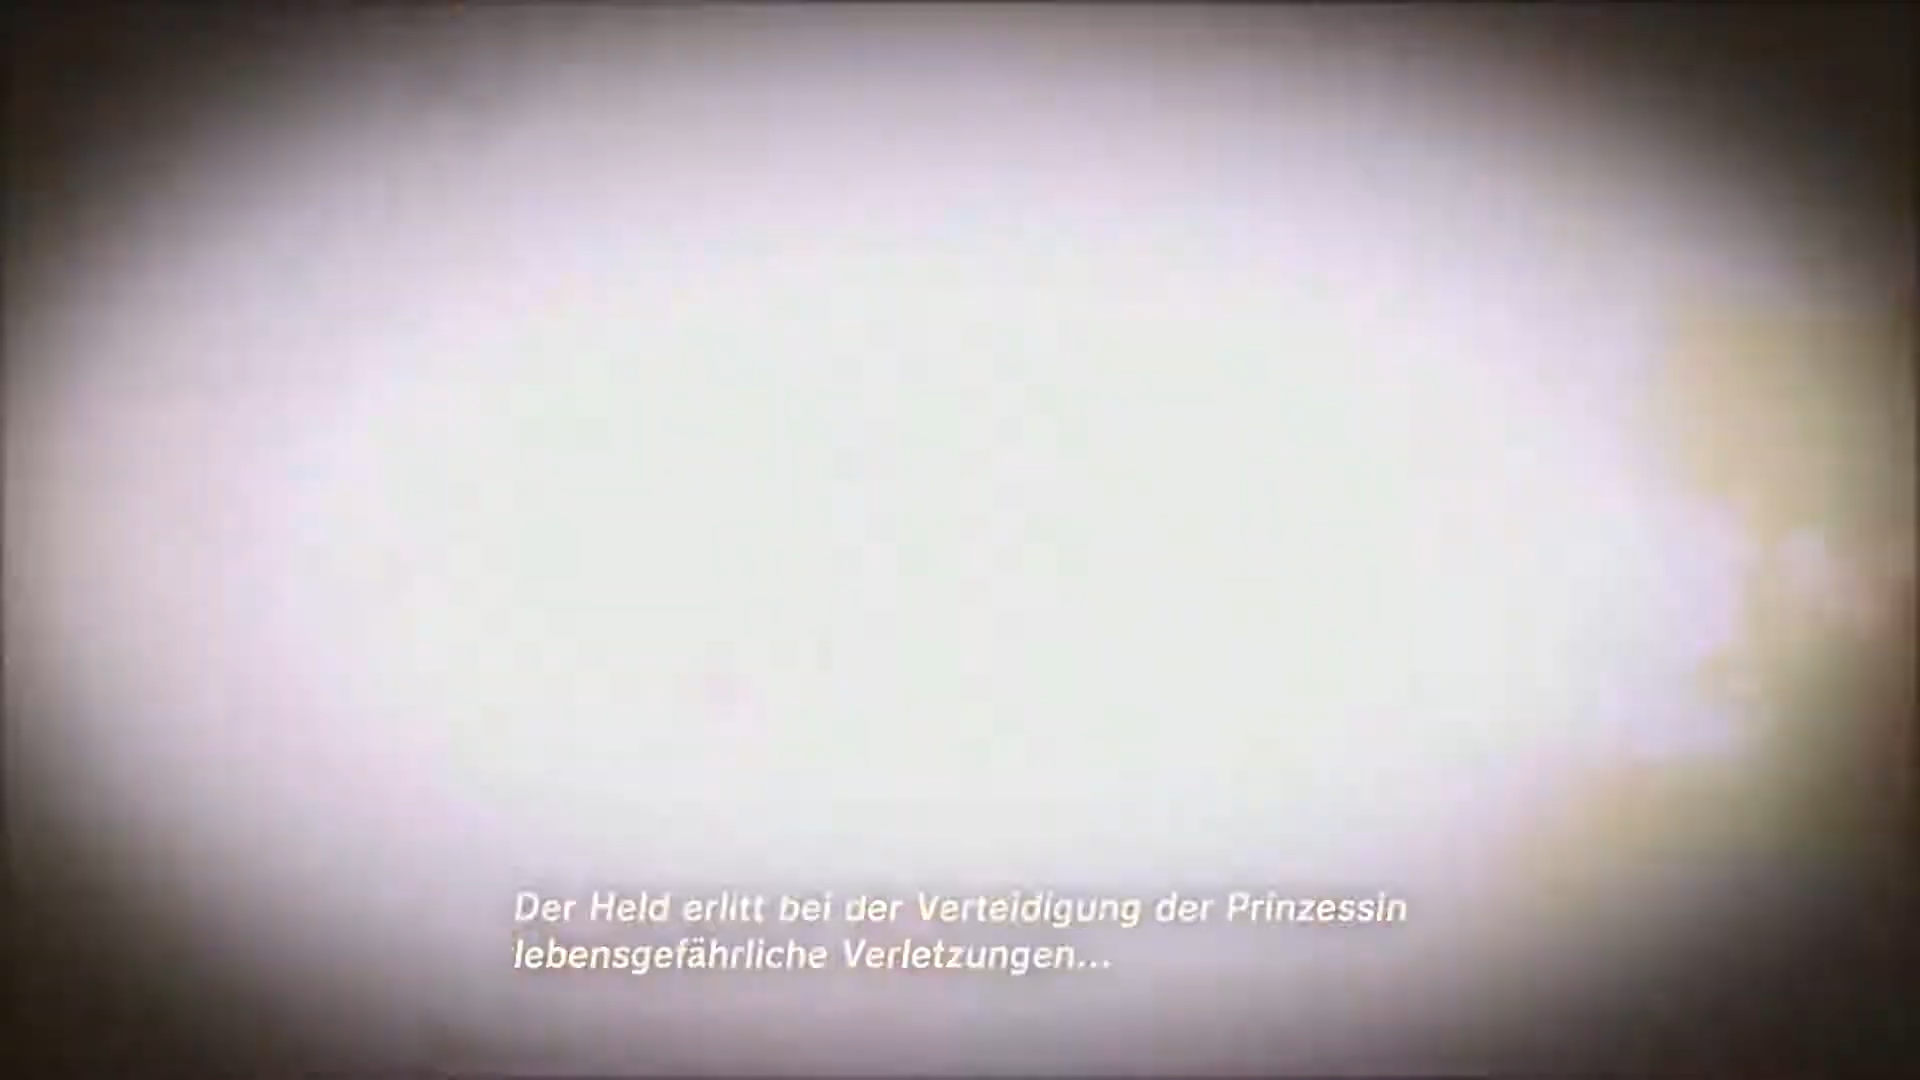 Der Held erlitt bei der Verteidigung der Prinzessin
lebensgefährliche Verletzungen...